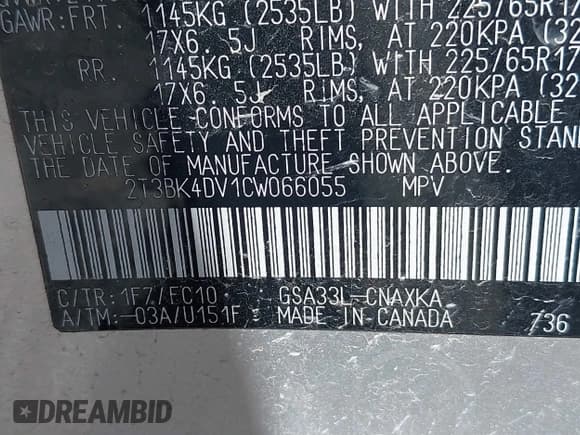 GAWR:FRT. 1145KG (2535LB) WITH 225/65R17
17X6. 5J RIMS, AT 220KPA (32
RR. 1145KG (2535LB) WITH 225/65R17
17X6. 5J RIMS, AT 220KPA (32
THIS VEHICLE CONFORMS TO ALL APPLICABLE
VEHICLE SAFETY AND THEFT PREVENTION STAN
THE DATE OF MANUFACTURE SHOWN ABOVE.
2T3BK4DV1CW066055 MPV
C/TR: 1F7/FC10 GSA33L-CNAXKA
A/TM:-03A/U151F MADE IN CANADA 736
DREAMBID